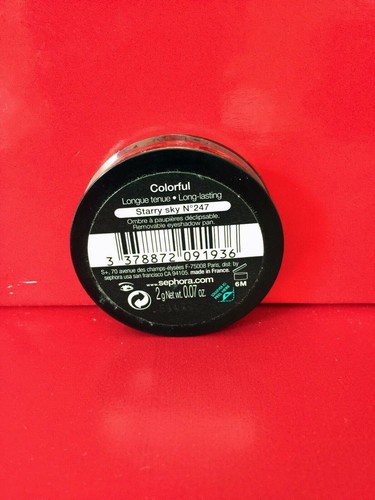 Colorful
Longue tenue • Long-lasting
Starry sky N°247
Ombre à paupières déclipsable.
Removable eyeshadow pan.
3 378872 091936
S+, 70 avenue des champs-élysées F-75008 Paris, dist. by
sephora usa san francisco CA 94105. made in France.
www.sephora.com
6M
2 g Net wt. 0.07 oz.